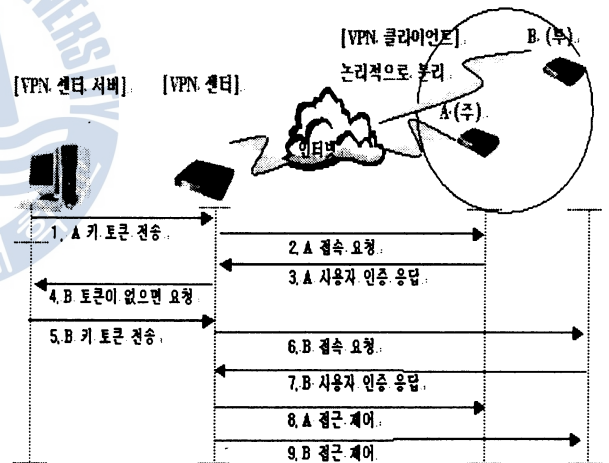 [VPN 클라이언트]
논리적으로 분리
B (부)
[VPN 센터 서버]
[VPN 센터]
A (주)
인터넷
1. A 키 토큰 전송
2. A 접속 요청
3. A 사용자 인증 응답
4. B 토큰이 없으면 요청
5. B 키 토큰 전송
6. B 접속 요청
7. B 사용자 인증 응답
8. A 접근 제어
9. B 접근 제어